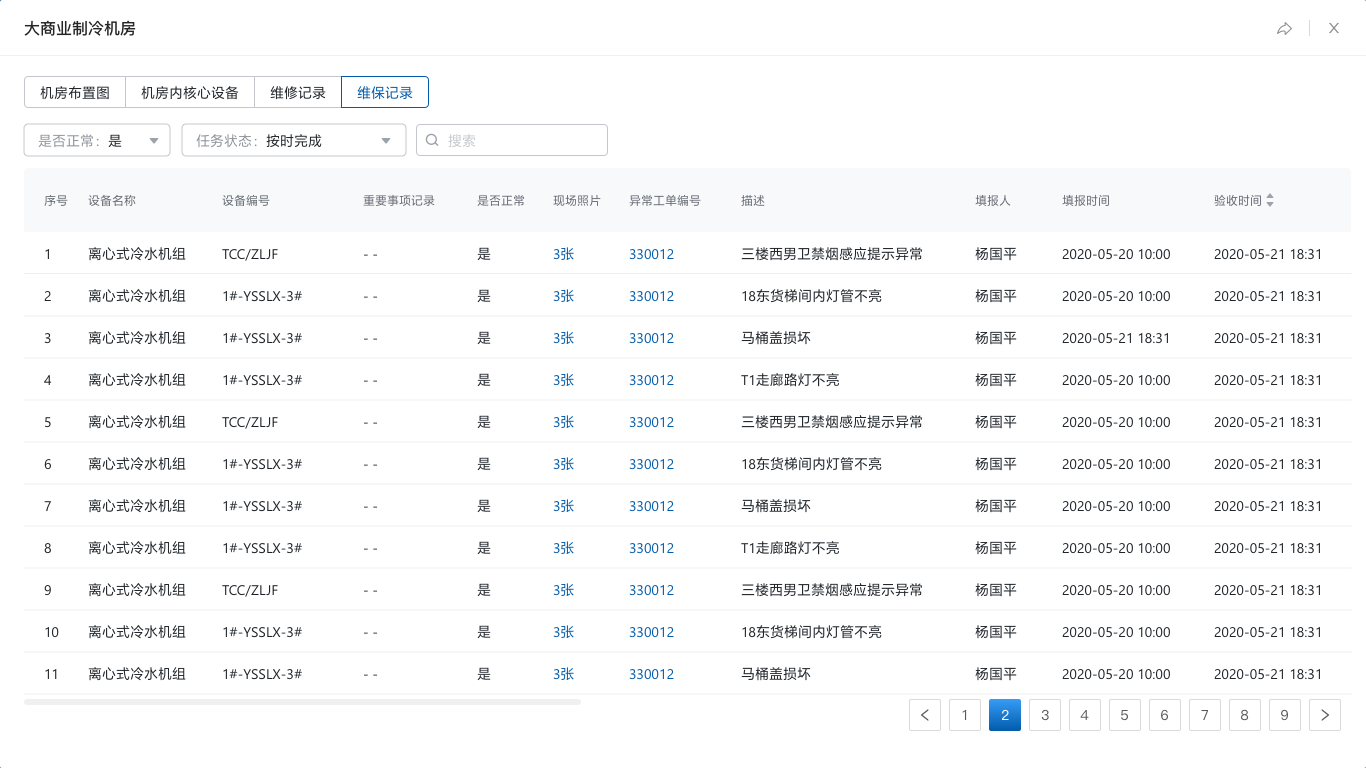 大商业制冷机房
机房布置图 机房内核心设备 维修记录 维保记录
是否正常: 是 任务状态: 按时完成 搜索
序号 设备名称 设备编号 重要事项记录 是否正常 现场照片 异常工单编号 描述 填报人 填报时间 验收时间
1 离心式冷水机组 TCC/ZLJF - - 是 3张 330012 三楼西男卫禁烟感应提示异常 杨国平 2020-05-20 10:00 2020-05-21 18:31
2 离心式冷水机组 1#-YSSLX-3# - - 是 3张 330012 18东货梯间内灯管不亮 杨国平 2020-05-20 10:00 2020-05-21 18:31
3 离心式冷水机组 1#-YSSLX-3# - - 是 3张 330012 马桶盖损坏 杨国平 2020-05-21 18:31 2020-05-21 18:31
4 离心式冷水机组 1#-YSSLX-3# - - 是 3张 330012 T1走廊路灯不亮 杨国平 2020-05-20 10:00 2020-05-21 18:31
5 离心式冷水机组 TCC/ZLJF - - 是 3张 330012 三楼西男卫禁烟感应提示异常 杨国平 2020-05-20 10:00 2020-05-21 18:31
6 离心式冷水机组 1#-YSSLX-3# - - 是 3张 330012 18东货梯间内灯管不亮 杨国平 2020-05-20 10:00 2020-05-21 18:31
7 离心式冷水机组 1#-YSSLX-3# - - 是 3张 330012 马桶盖损坏 杨国平 2020-05-20 10:00 2020-05-21 18:31
8 离心式冷水机组 1#-YSSLX-3# - - 是 3张 330012 T1走廊路灯不亮 杨国平 2020-05-20 10:00 2020-05-21 18:31
9 离心式冷水机组 TCC/ZLJF - - 是 3张 330012 三楼西男卫禁烟感应提示异常 杨国平 2020-05-20 10:00 2020-05-21 18:31
10 离心式冷水机组 1#-YSSLX-3# - - 是 3张 330012 18东货梯间内灯管不亮 杨国平 2020-05-20 10:00 2020-05-21 18:31
11 离心式冷水机组 1#-YSSLX-3# - - 是 3张 330012 马桶盖损坏 杨国平 2020-05-20 10:00 2020-05-21 18:31
1 2 3 4 5 6 7 8 9